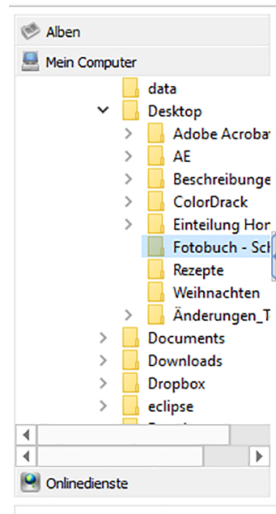 Alben
Mein Computer
data
Desktop
Adobe Acroba
AE
Beschreibunge
ColorDrack
Einteilung Hor
Fotobuch - Sch
Rezepte
Weihnachten
Änderungen_T
Documents
Downloads
Dropbox
eclipse
Onlinedienste